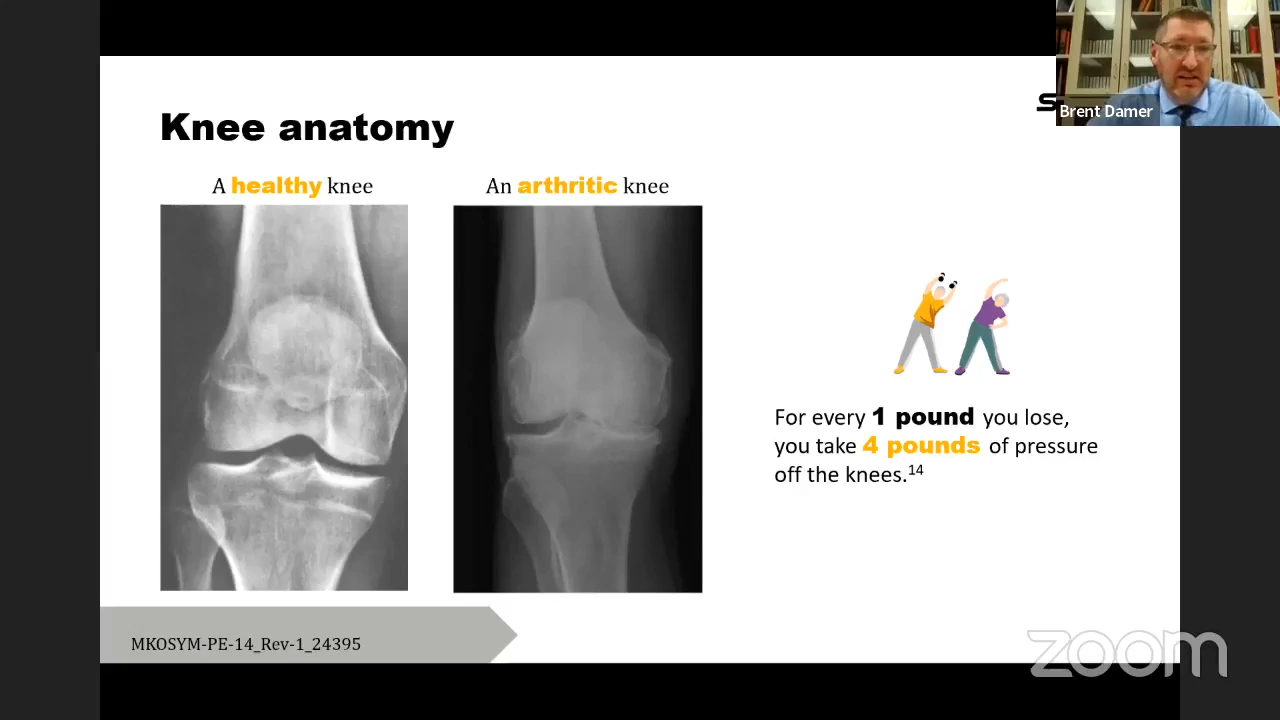 Knee anatomy
A healthy knee
An arthritic knee
S
Brent Damer
For every 1 pound you lose,
you take 4 pounds of pressure
off the knees.14
MKOSYM-PE-14_Rev-1_24395
zoom